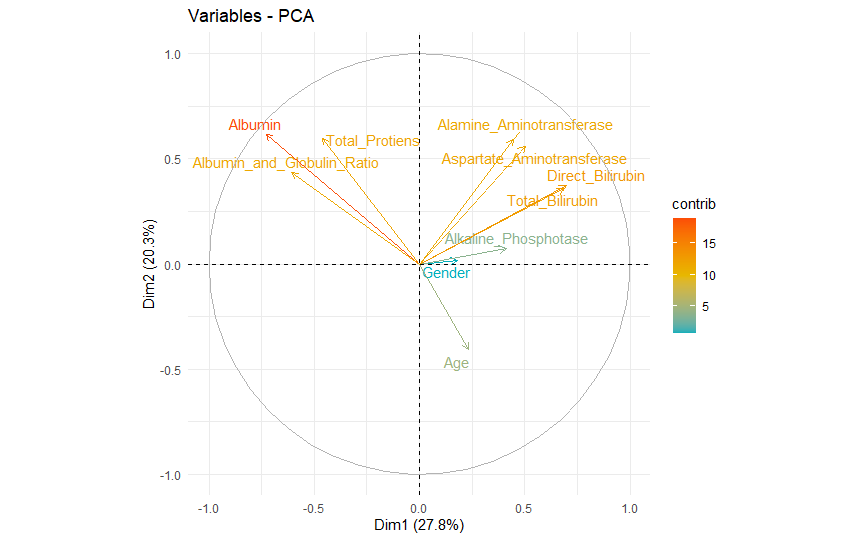 Variables - PCA
1.0
0.5
0.0
-0.5
-1.0
Dim2 (20.3%)
Albumin
Total_Protiens
Albumin_and_Globulin_Ratio
Alamine_Aminotransferase
Aspartate_Aminotransferase
Direct_Bilirubin
Total_Bilirubin
Alkaline_Phosphotase
Gender
Age
-1.0 -0.5 0.0 0.5 1.0
Dim1 (27.8%)
contrib
15
10
5